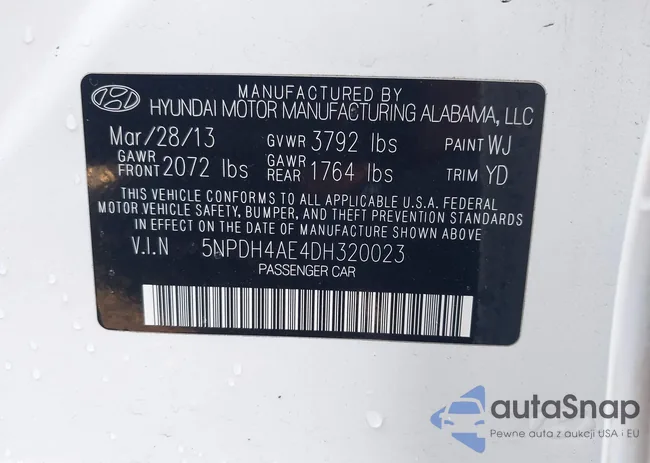 MANUFACTURED BY
HYUNDAI MOTOR MANUFACTURING ALABAMA, LLC
Mar/28/13 GVWR 3792 lbs PAINT WJ
GAWR FRONT 2072 lbs GAWR REAR 1764 lbs TRIM YD
THIS VEHICLE CONFORMS TO ALL APPLICABLE U.S.A. FEDERAL
MOTOR VEHICLE SAFETY, BUMPER, AND THEFT PREVENTION STANDARDS
IN EFFECT ON THE DATE OF MANUFACTURE SHOWN ABOVE.
V.I.N 5NPDH4AE4DH320023
PASSENGER CAR
autaSnap
Pewne auta z aukcji USA i EU